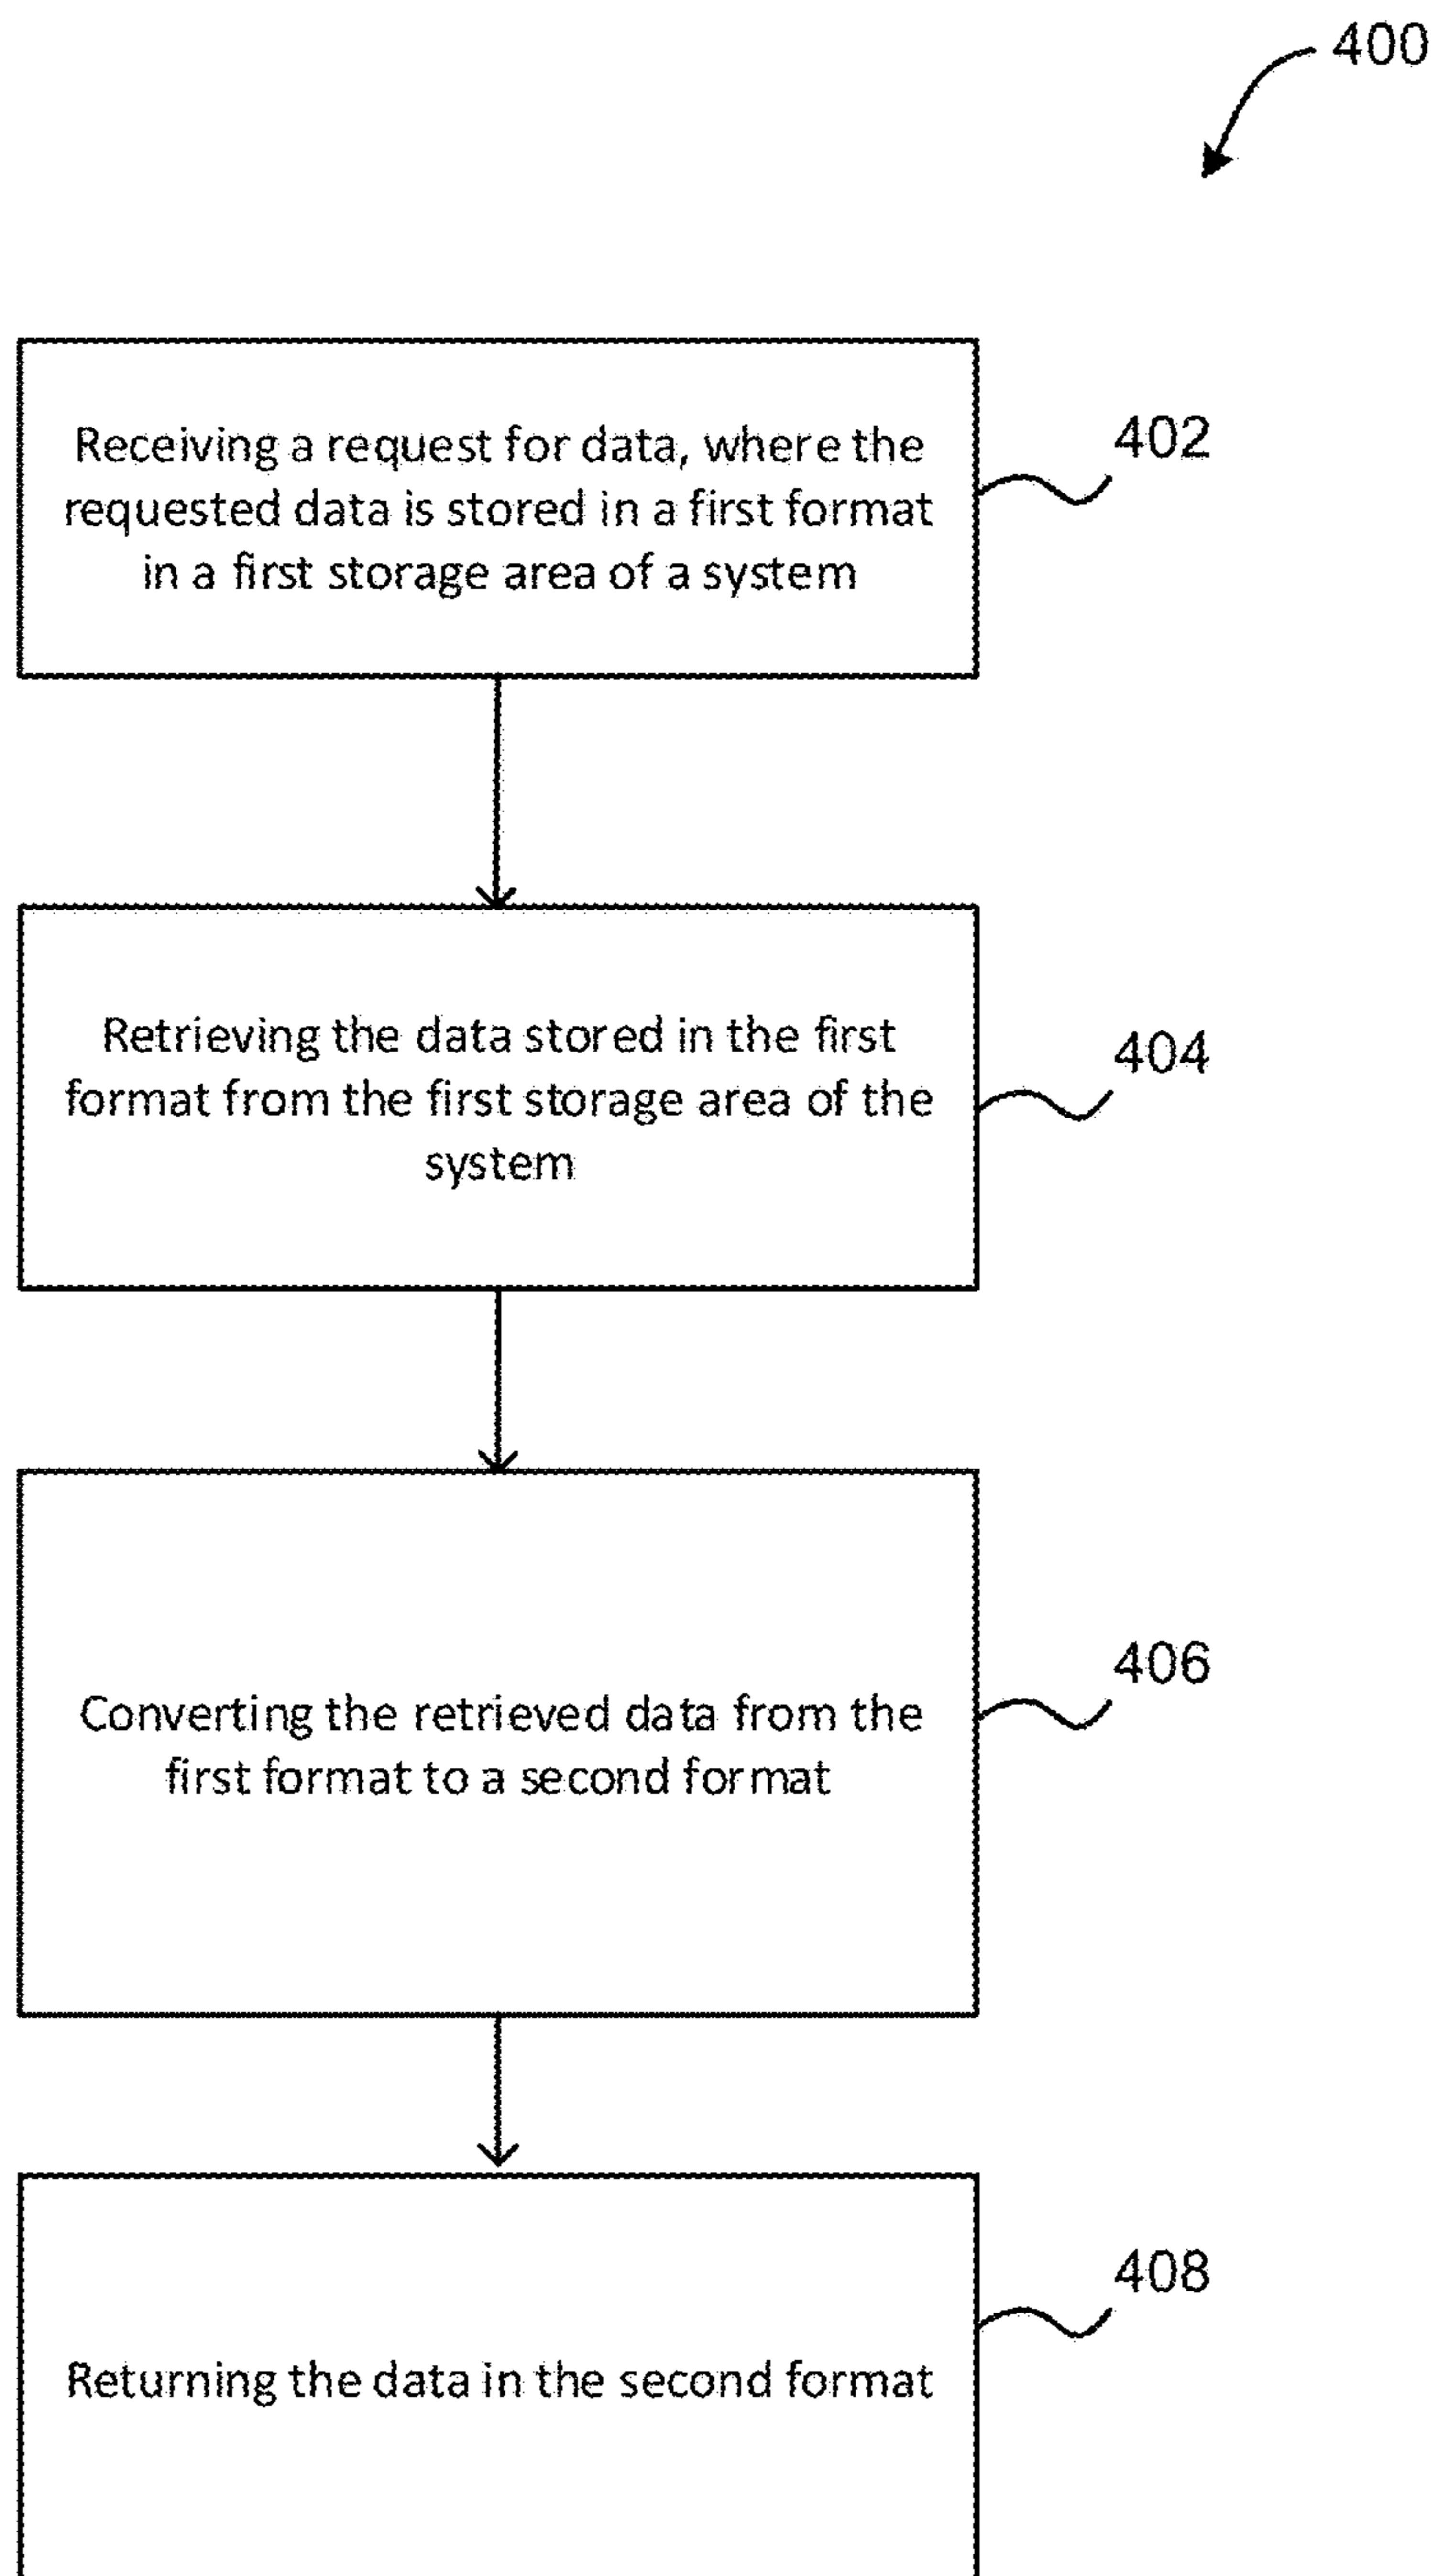 400
Receiving a request for data, where the
requested data is stored in a first format
in a first storage area of a system
402
Retrieving the data stored in the first
format from the first storage area of the
system
404
Converting the retrieved data from the
first format to a second format
406
Returning the data in the second format
408